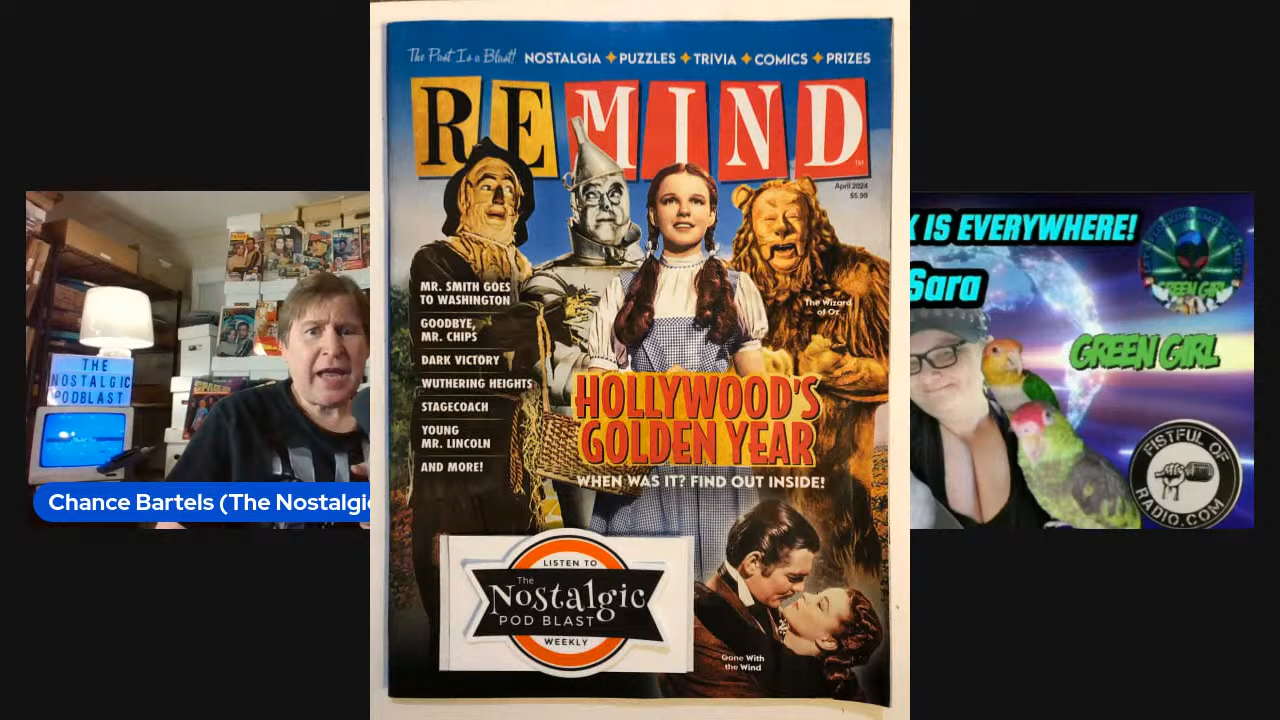 The Past Is a Blast! NOSTALGIA ✦ PUZZLES ✦ TRIVIA ✦ COMICS ✦ PRIZES
REMIND
TM
April 2024
$5.99
MR. SMITH GOES
TO WASHINGTON
GOODBYE,
MR. CHIPS
DARK VICTORY
WUTHERING HEIGHTS
STAGECOACH
YOUNG
MR. LINCOLN
AND MORE!
The Wizard
of Oz
HOLLYWOOD'S
GOLDEN YEAR
WHEN WAS IT? FIND OUT INSIDE!
LISTEN TO
The
Nostalgic
POD BLAST
WEEKLY
Gone With
the Wind
THE
NOSTALGIC
PODBLAST
Chance Bartels (The Nostalgi
IS EVERYWHERE!
Sara
GREEN GIRL
GREEN GIRL
FISTFUL OF
RADIO.COM